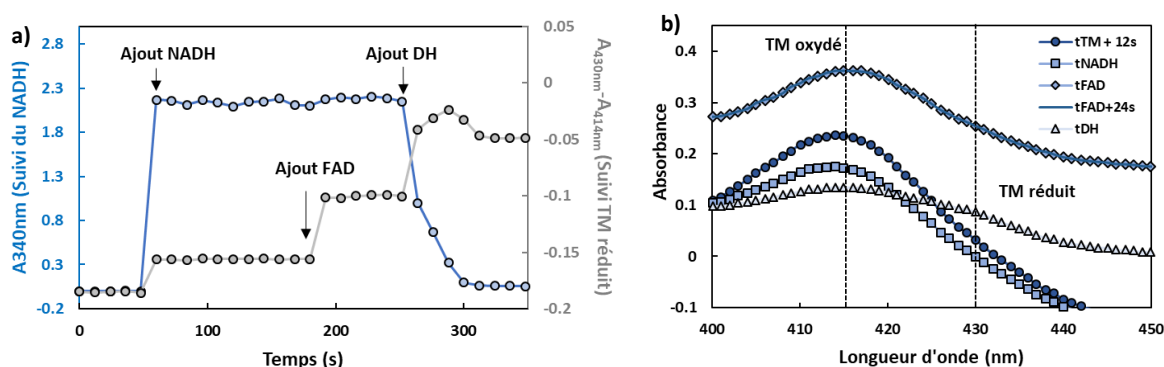 a)
Ajout NADH
Ajout DH
Ajout FAD
A340nm (Suivi du NADH)
2.8
2.3
1.8
1.3
0.8
0.3
-0.2
0
100
200
300
Temps (s)
0.05
0
-0.05
-0.1
-0.15
-0.2
A430nm-A414nm (Suivi TM réduit)
b)
TM oxydé
TM réduit
tTM + 12s
tNADH
tFAD
tFAD+24s
tDH
Absorbance
0.4
0.3
0.2
0.1
0
-0.1
400
410
420
430
440
450
Longueur d'onde (nm)